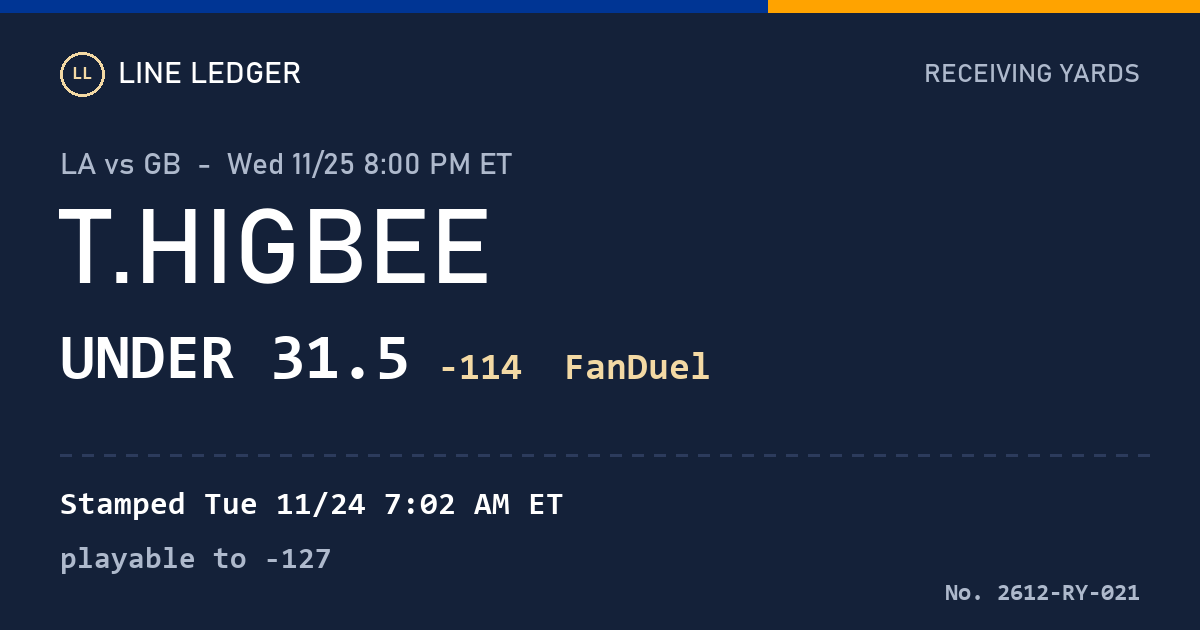 LL LINE LEDGER
RECEIVING YARDS
LA vs GB - Wed 11/25 8:00 PM ET
T.HIGBEE
UNDER 31.5 -114 FanDuel
Stamped Tue 11/24 7:02 AM ET
playable to -127
No. 2612-RY-021